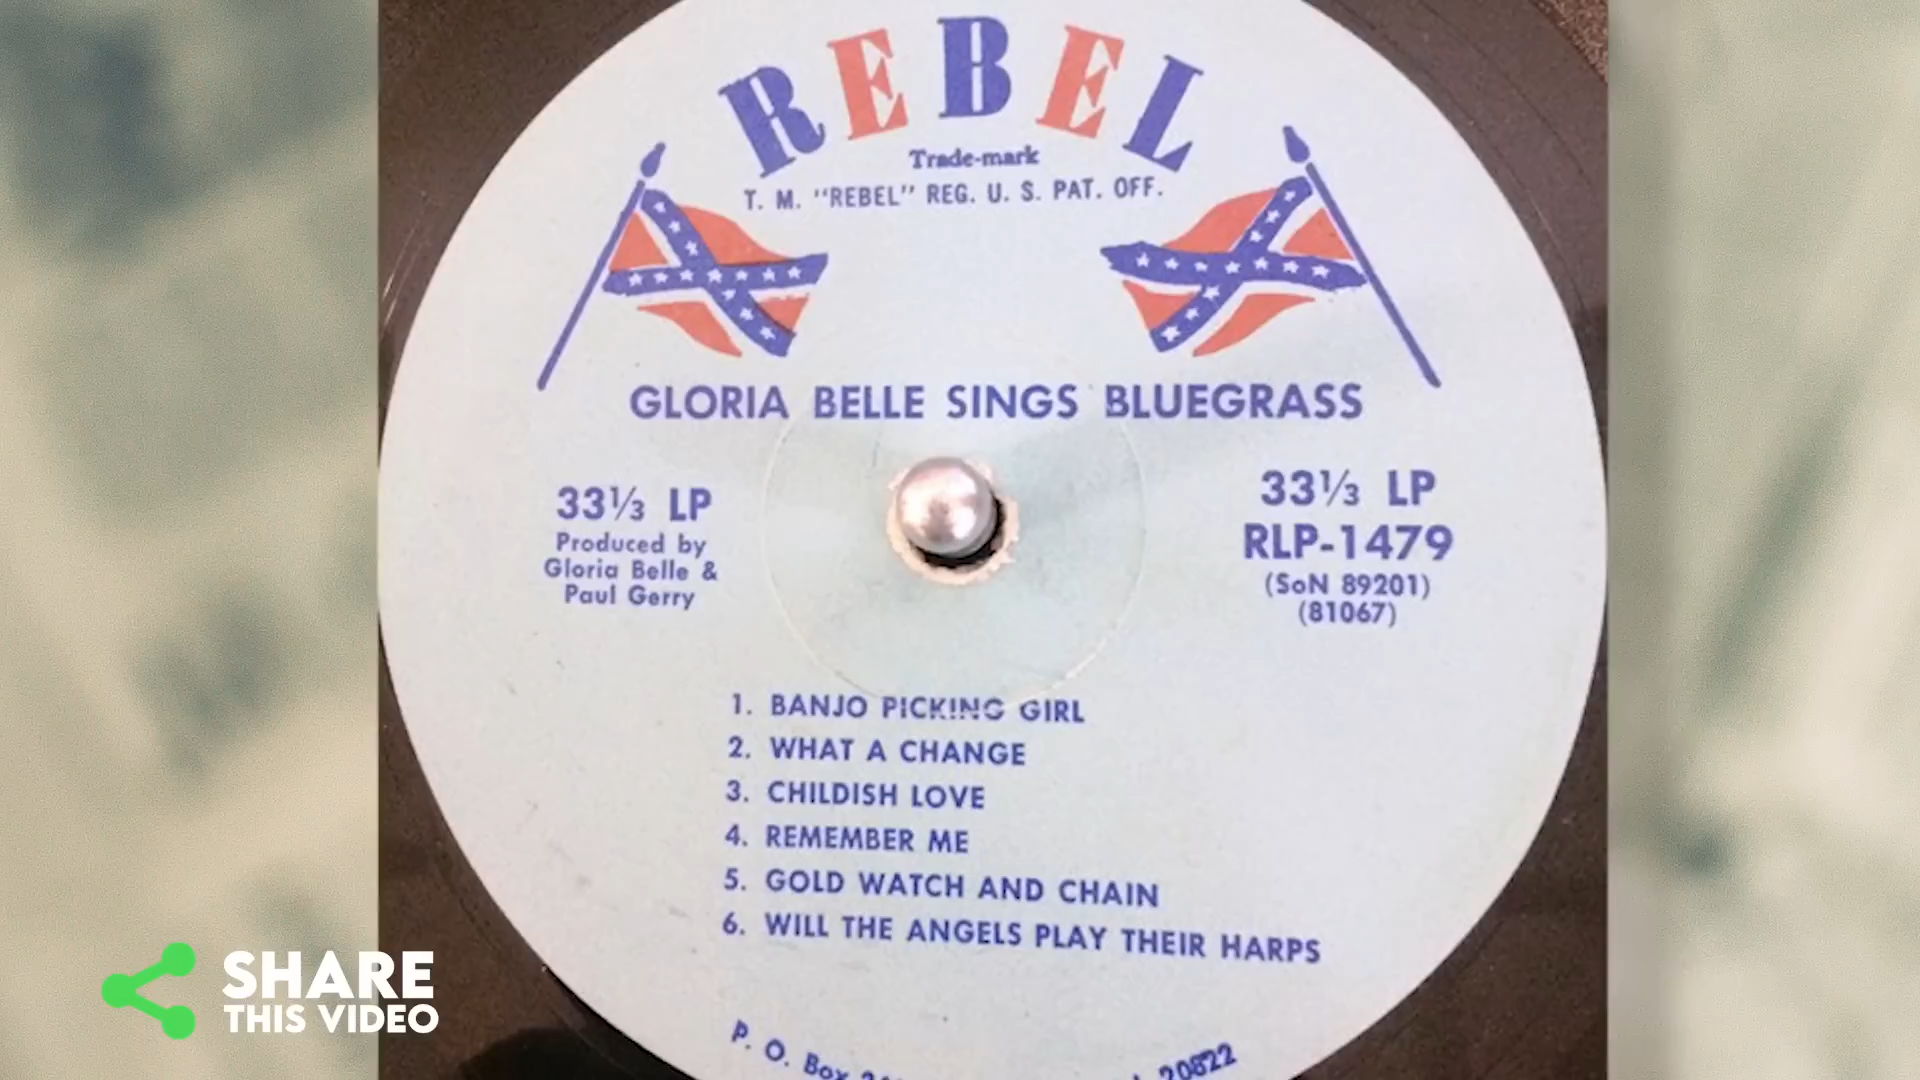 REBEL
Trade-mark
T. M. "REBEL" REG. U. S. PAT. OFF.
GLORIA BELLE SINGS BLUEGRASS
33⅓ LP
Produced by
Gloria Belle &
Paul Gerry
33⅓ LP
RLP-1479
(SoN 89201)
(81067)
1. BANJO PICKING GIRL
2. WHAT A CHANGE
3. CHILDISH LOVE
4. REMEMBER ME
5. GOLD WATCH AND CHAIN
6. WILL THE ANGELS PLAY THEIR HARPS
P. O. Box 20822
SHARE
THIS VIDEO